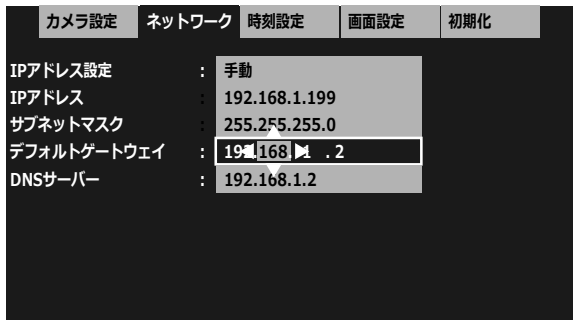 カメラ設定 ネットワーク 時刻設定 画面設定 初期化
IPアドレス設定 : 手動
IPアドレス : 192.168.1.199
サブネットマスク : 255.255.255.0
デフォルトゲートウェイ : 192.168. 1 . 2
DNSサーバー : 192.168.1.2